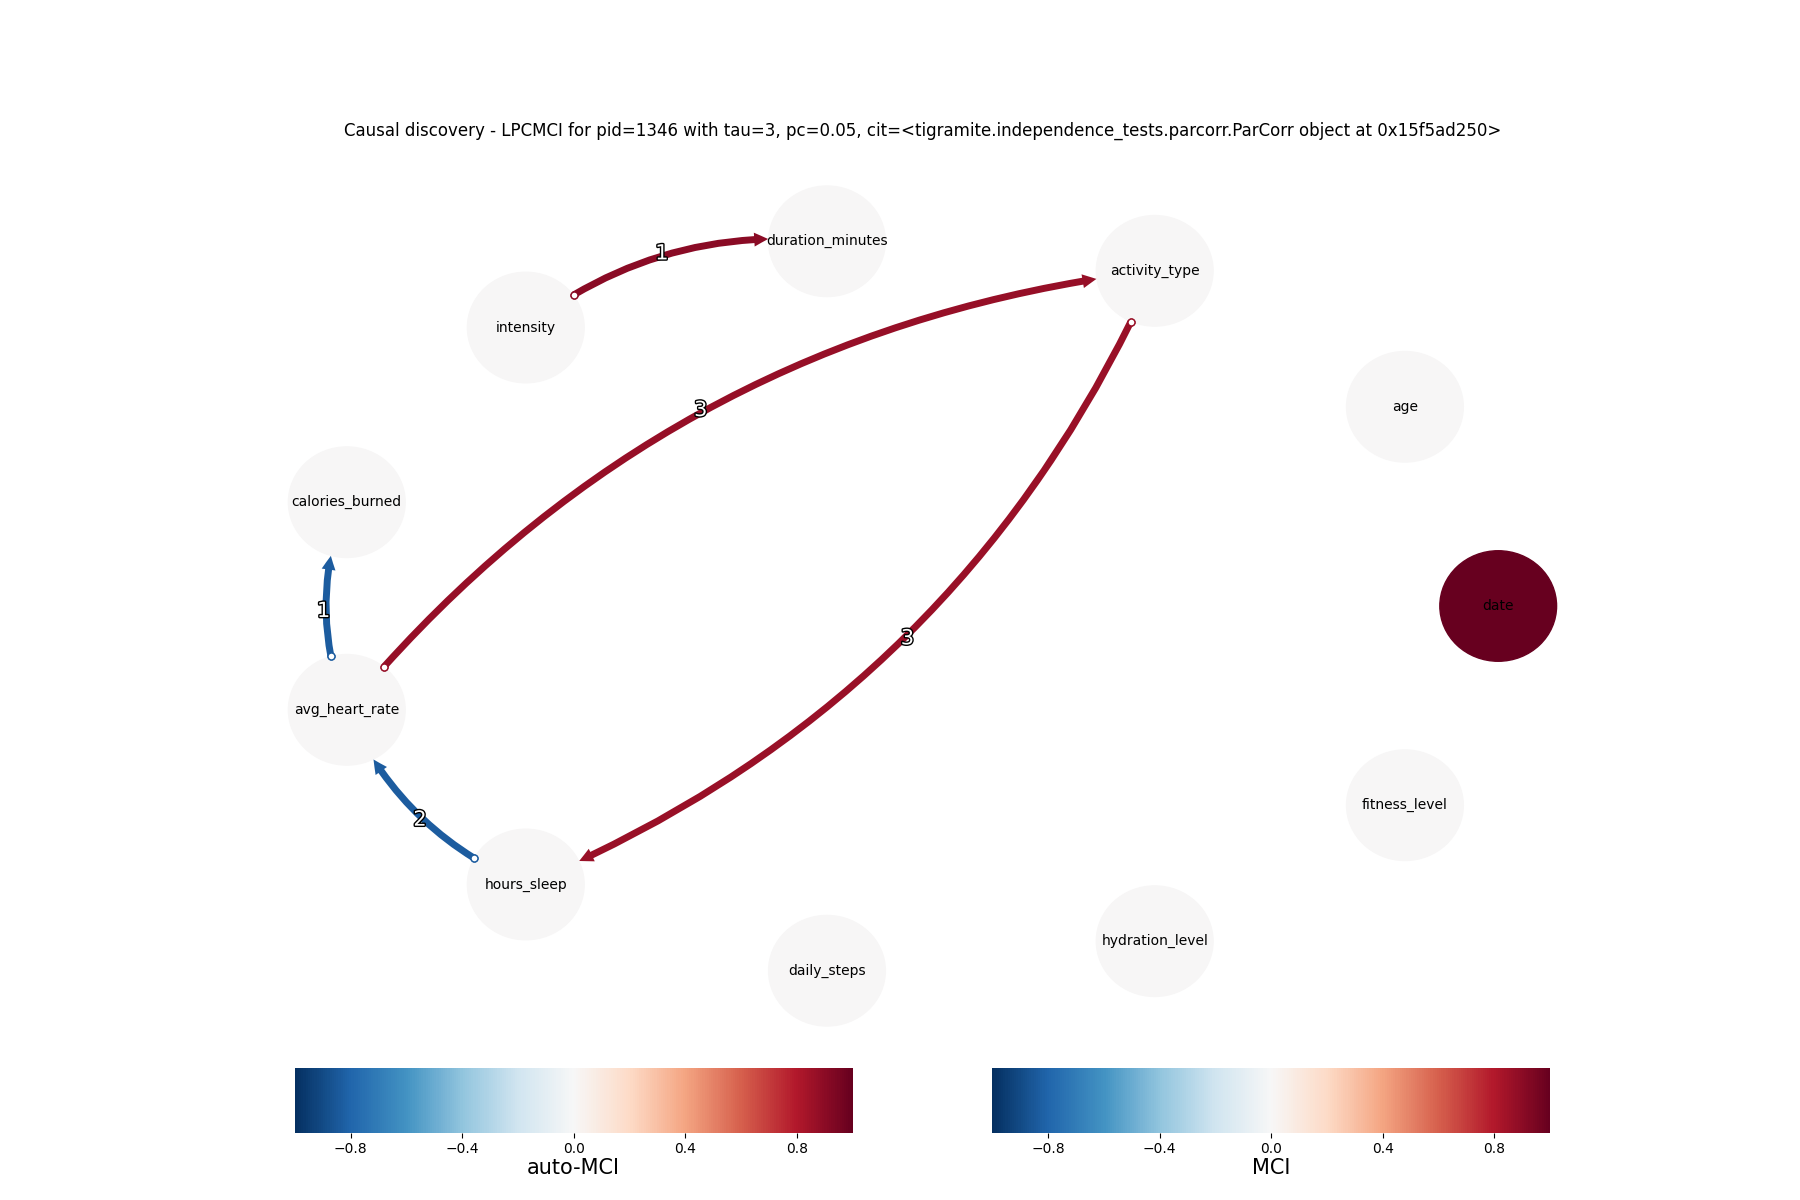 Causal discovery - LPCMCI for pid=1346 with tau=3, pc=0.05, cit=<tigramite.independence_tests.parcorr.ParCorr object at 0x15f5ad250>
duration_minutes
1
activity_type
intensity
age
3
calories_burned
date
1
3
avg_heart_rate
fitness_level
2
hours_sleep
hydration_level
daily_steps
−0.8 −0.4 0.0 0.4 0.8
auto-MCI
−0.8 −0.4 0.0 0.4 0.8
MCI